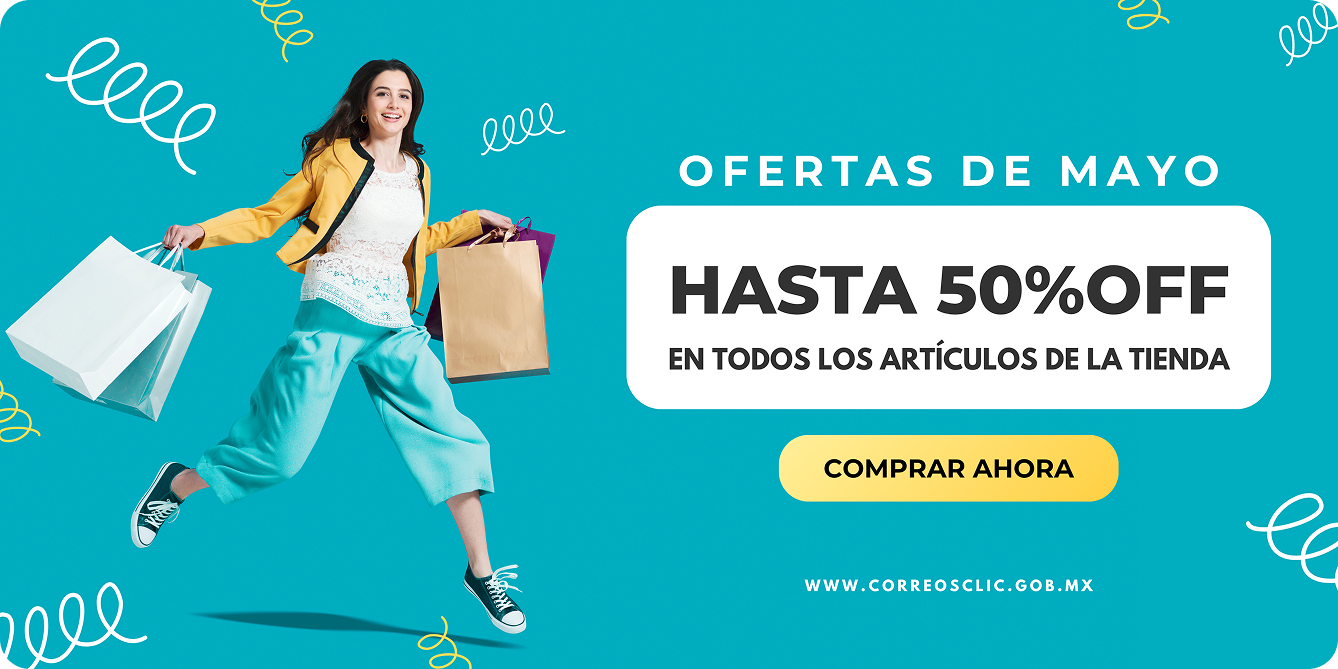 OFERTAS DE MAYO
HASTA 50%OFF
EN TODOS LOS ARTÍCULOS DE LA TIENDA
COMPRAR AHORA
WWW.CORREOSCLIC.GOB.MX